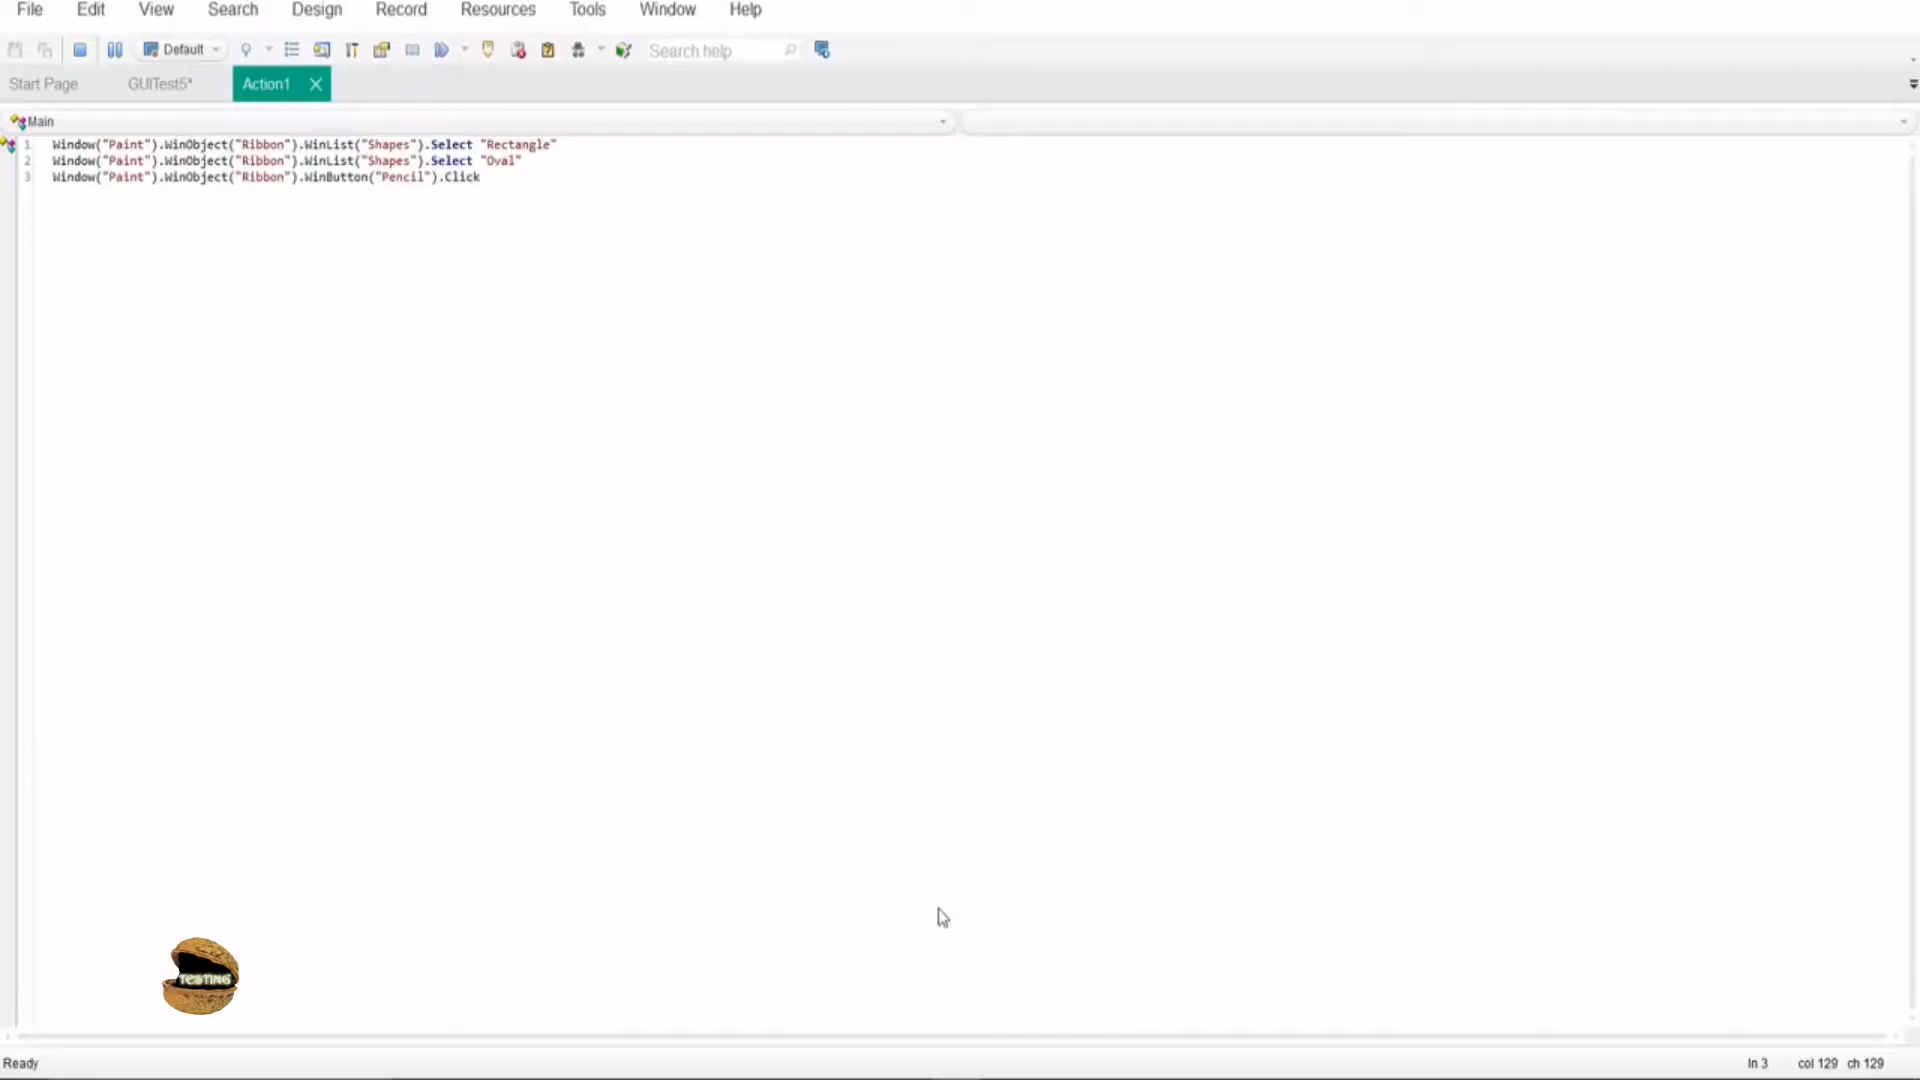 File Edit View Search Design Record Resources Tools Window Help
Default Search help
Start Page GUITest5* Action1
Main
1 Window("Paint").WinObject("Ribbon").WinList("Shapes").Select "Rectangle"
2 Window("Paint").WinObject("Ribbon").WinList("Shapes").Select "Oval"
3 Window("Paint").WinObject("Ribbon").WinButton("Pencil").Click
TESTING
Ready ln 3 col 129 ch 129